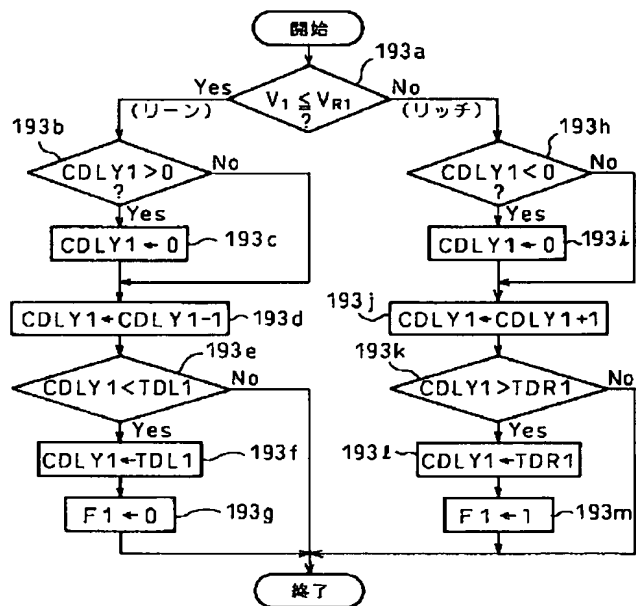 開始
193a
V1≦VR1
?
Yes
(リーン)
No
(リッチ)
193b
CDLY1>0
?
No
Yes
CDLY1←0
193c
CDLY1←CDLY1-1
193d
193e
CDLY1<TDL1
No
Yes
CDLY1←TDL1
193f
F1←0
193g
193h
CDLY1<0
?
No
Yes
CDLY1←0
193i
193j
CDLY1←CDLY1+1
193k
CDLY1>TDR1
No
Yes
193l
CDLY1←TDR1
F1←1
193m
終了